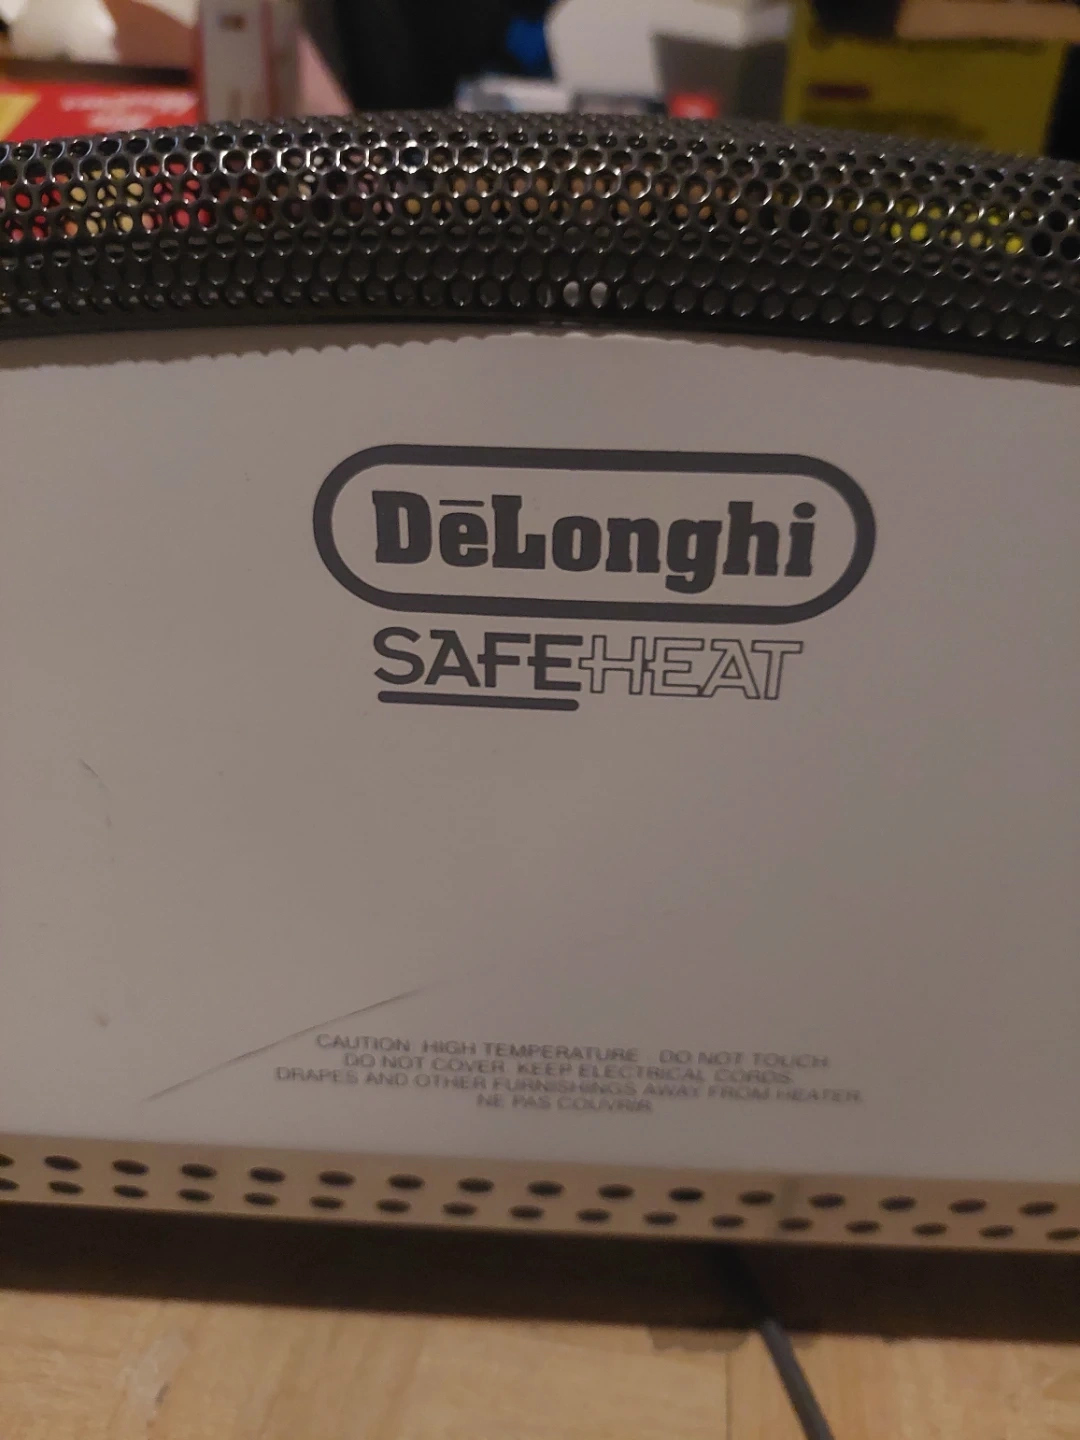 DēLonghi
SAFEHEAT
CAUTION: HIGH TEMPERATURE. DO NOT TOUCH.
DO NOT COVER. KEEP ELECTRICAL CORDS,
DRAPES AND OTHER FURNISHINGS AWAY FROM HEATER.
NE PAS COUVRIR.